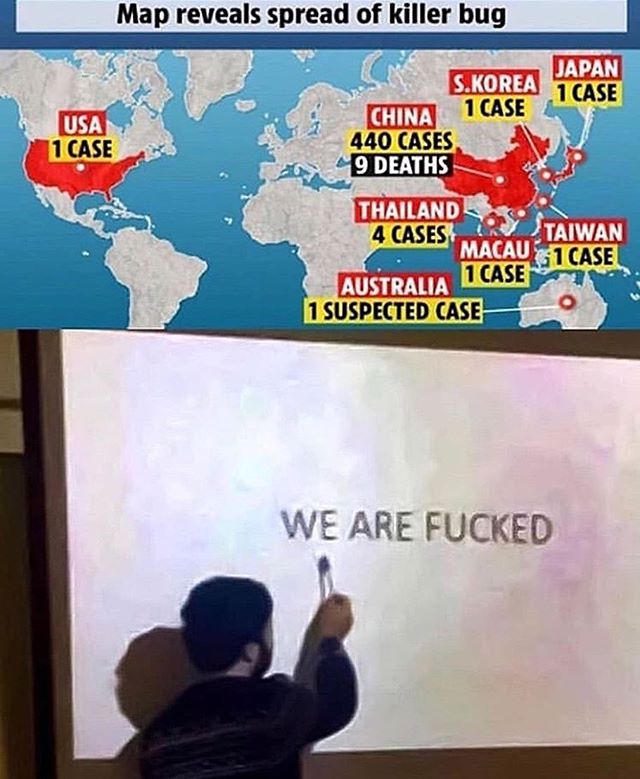 Map reveals spread of killer bug
JAPAN
1 CASE
S.KOREA
1 CASE
CHINA
440 CASES
9 DEATHS
USA
1 CASE
THAILAND
4 CASES
TAIWAN
1 CASE
MACAU
1 CASE
AUSTRALIA
1 SUSPECTED CASE
WE ARE FUCKED